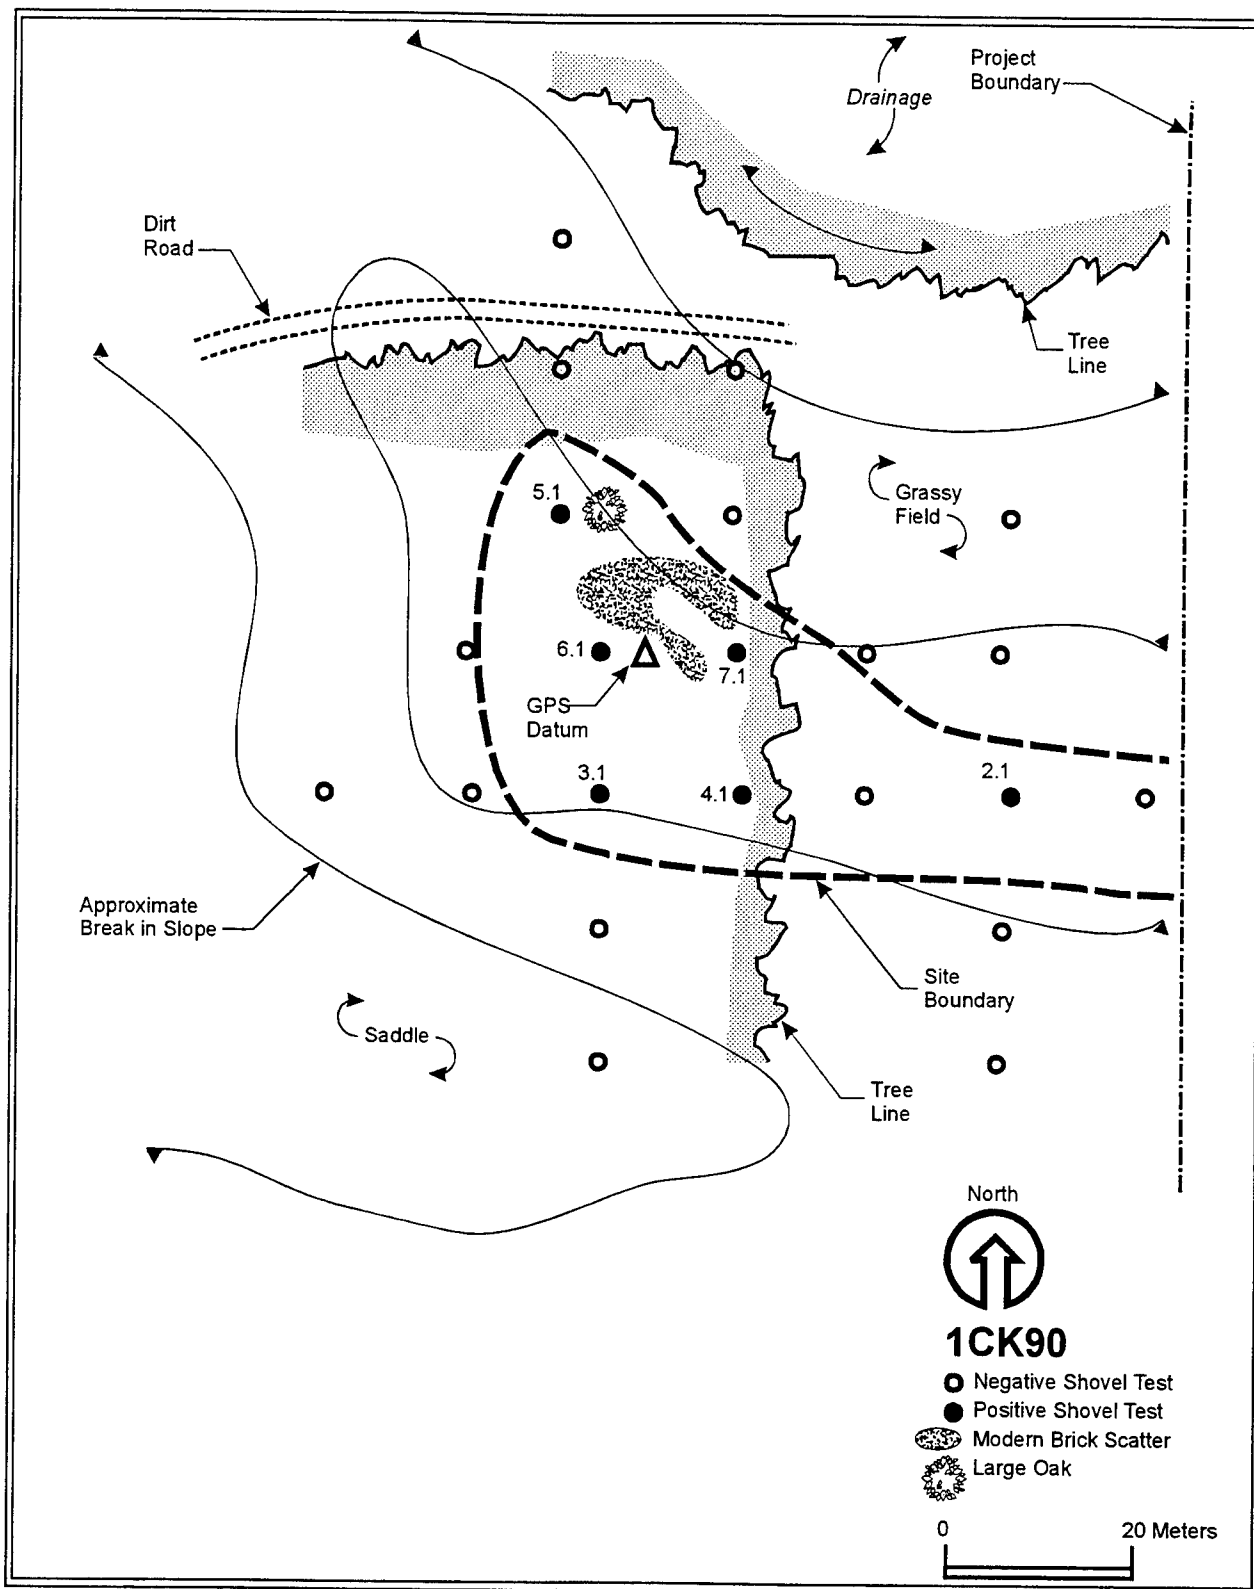 Project
Boundary
Drainage
Dirt
Road
Tree
Line
5.1
Grassy
Field
6.1
7.1
GPS
Datum
3.1
4.1
2.1
Approximate
Break in Slope
Site
Boundary
Saddle
Tree
Line
North
1CK90
Negative Shovel Test
Positive Shovel Test
Modern Brick Scatter
Large Oak
0 20 Meters